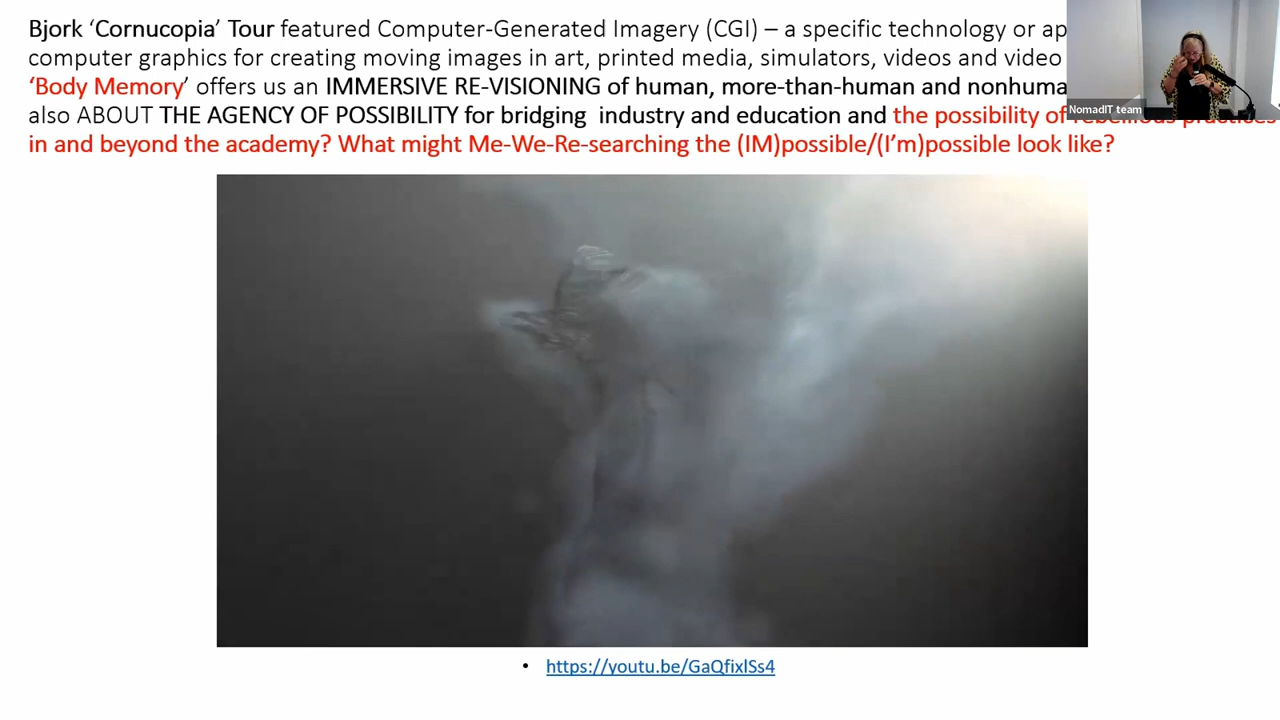 Bjork ‘Cornucopia’ Tour featured Computer-Generated Imagery (CGI) – a specific technology or
computer graphics for creating moving images in art, printed media, simulators, videos and video
‘Body Memory’ offers us an IMMERSIVE RE-VISIONING of human, more-than-human and
also ABOUT THE AGENCY OF POSSIBILITY for bridging industry and education and the possibility of
in and beyond the academy? What might Me-We-Re-searching the (IM)possible/(I’m)possible look like?
NomadIT team
• https://youtu.be/GaQfixlSs4